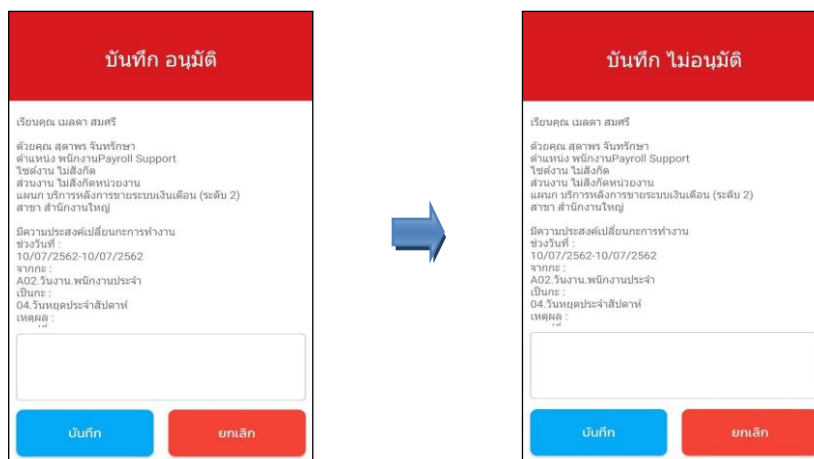 บันทึก อนุมัติ
เรียนคุณ เมลดา สมศรี
ด้วยคุณ สุดาพร จันทรักษา
ตำแหน่ง พนักงานPayroll Support
ไซต์งาน ไม่สังกัด
ส่วนงาน ไม่สังกัดหน่วยงาน
แผนก บริการหลังการขายระบบเงินเดือน (ระดับ 2)
สาขา สำนักงานใหญ่
มีความประสงค์เปลี่ยนกะการทำงาน
ช่วงวันที่ :
10/07/2562-10/07/2562
จากกะ :
A02.วันงาน.พนักงานประจำ
เป็นกะ :
04.วันหยุดประจำสัปดาห์
เหตุผล :
บันทึก
ยกเลิก
บันทึก ไม่อนุมัติ
เรียนคุณ เมลดา สมศรี
ด้วยคุณ สุดาพร จันทรักษา
ตำแหน่ง พนักงานPayroll Support
ไซต์งาน ไม่สังกัด
ส่วนงาน ไม่สังกัดหน่วยงาน
แผนก บริการหลังการขายระบบเงินเดือน (ระดับ 2)
สาขา สำนักงานใหญ่
มีความประสงค์เปลี่ยนกะการทำงาน
ช่วงวันที่ :
10/07/2562-10/07/2562
จากกะ :
A02.วันงาน.พนักงานประจำ
เป็นกะ :
04.วันหยุดประจำสัปดาห์
เหตุผล :
บันทึก
ยกเลิก